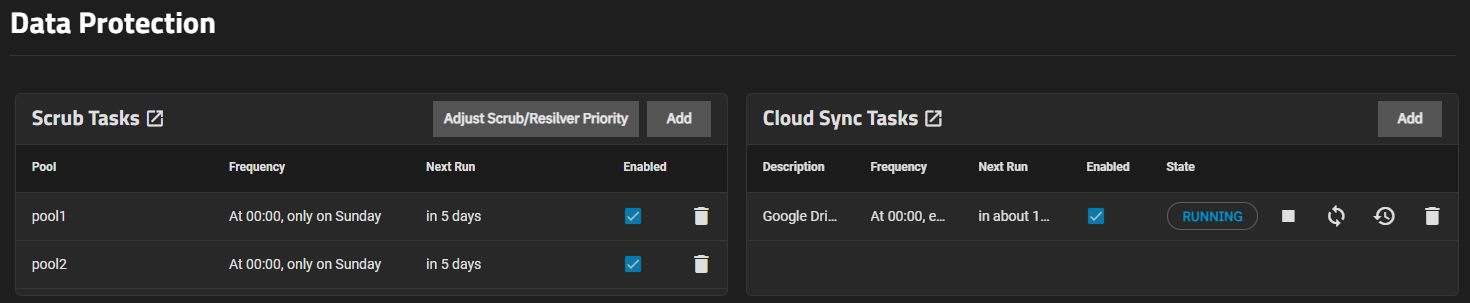 Data Protection
Scrub Tasks Adjust Scrub/Resilver Priority Add
Pool Frequency Next Run Enabled
pool1 At 00:00, only on Sunday in 5 days
pool2 At 00:00, only on Sunday in 5 days
Cloud Sync Tasks Add
Description Frequency Next Run Enabled State
Google Dri... At 00:00, e... in about 1... RUNNING